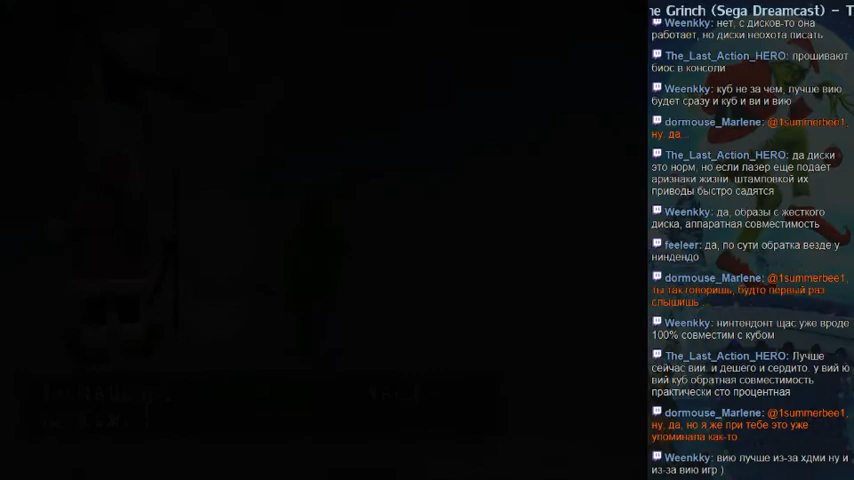 he Grinch (Sega Dreamcast) – T
Weenkky: нет, с дисков-то она
работает, но диски неохота писать
The_Last_Action_HERO: прошивают
биос в консоли
Weenkky: куб не за чем, лучше вию
будет сразу и куб и ви и вию
dormouse_Marlene: @1summerbee1,
ну, да...
The_Last_Action_HERO: да диски
это норм, но если лазер еще подает
аризнаки жизни. штамповкой их
приводы быстро садятся
Weenkky: да, образы с жесткого
диска, аппаратная совместимость
feeleer: да, по сути обратка везде у
ниндендо
dormouse_Marlene: @1summerbee1,
ты так говоришь, будто первый раз
слышишь...
Weenkky: нинтендонт щас уже вроде
100% совместим с кубом
The_Last_Action_HERO: Лучше
сейчас вии. и дешего и сердито. у вий ю
вий куб обратная совместимость
практически сто процентная
dormouse_Marlene: @1summerbee1,
ну, да, но я же при тебе это уже
упоминала как-то
Weenkky: вию лучше из-за хдми ну и
из-за вию игр )